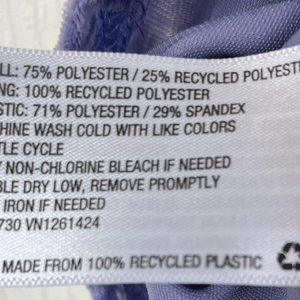 LL: 75% POLYESTER / 25% RECYCLED POLYEST
NG: 100% RECYCLED POLYESTER
STIC: 71% POLYESTER / 29% SPANDEX
HINE WASH COLD WITH LIKE COLORS
TLE CYCLE
Y NON-CHLORINE BLEACH IF NEEDED
BLE DRY LOW, REMOVE PROMPTLY
IRON IF NEEDED
730 VN1261424
MADE FROM 100% RECYCLED PLASTIC